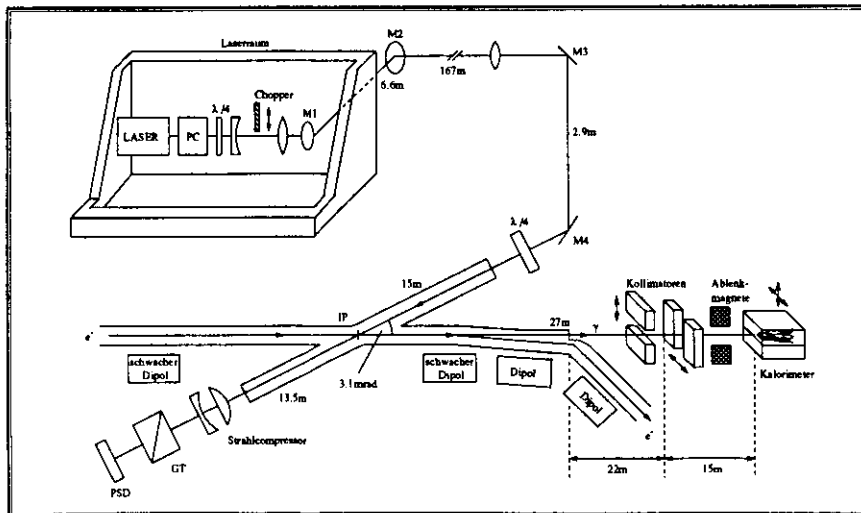 Laserraum
M2
M3
6.6m
167m
Chopper
λ /4
M1
LASER
PC
2.9m
λ/4
M4
15m
Kollimatoren
Ablenk-
magnete
IP
27m
γ
e-
schwacher
Dipol
3.1mrad
schwacher
Dipol
Dipol
Kalorimeter
13.5m
Dipol
Strahlcompressor
e-
GT
22m
15m
PSD